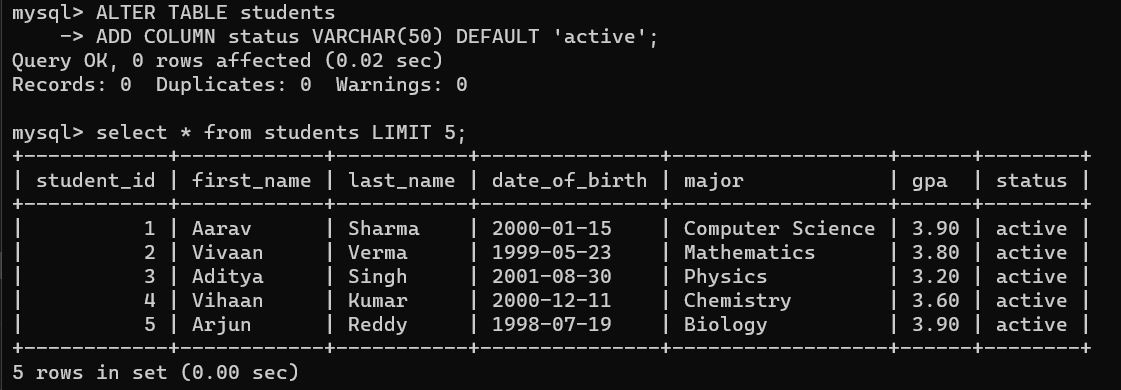 mysql> ALTER TABLE students
    -> ADD COLUMN status VARCHAR(50) DEFAULT 'active';
Query OK, 0 rows affected (0.02 sec)
Records: 0  Duplicates: 0  Warnings: 0

mysql> select * from students LIMIT 5;
+------------+------------+-----------+---------------+------------------+------+--------+
| student_id | first_name | last_name | date_of_birth | major            | gpa  | status |
+------------+------------+-----------+---------------+------------------+------+--------+
|          1 | Aarav      | Sharma    | 2000-01-15    | Computer Science | 3.90 | active |
|          2 | Vivaan     | Verma     | 1999-05-23    | Mathematics      | 3.80 | active |
|          3 | Aditya     | Singh     | 2001-08-30    | Physics          | 3.20 | active |
|          4 | Vihaan     | Kumar     | 2000-12-11    | Chemistry        | 3.60 | active |
|          5 | Arjun      | Reddy     | 1998-07-19    | Biology          | 3.90 | active |
+------------+------------+-----------+---------------+------------------+------+--------+
5 rows in set (0.00 sec)